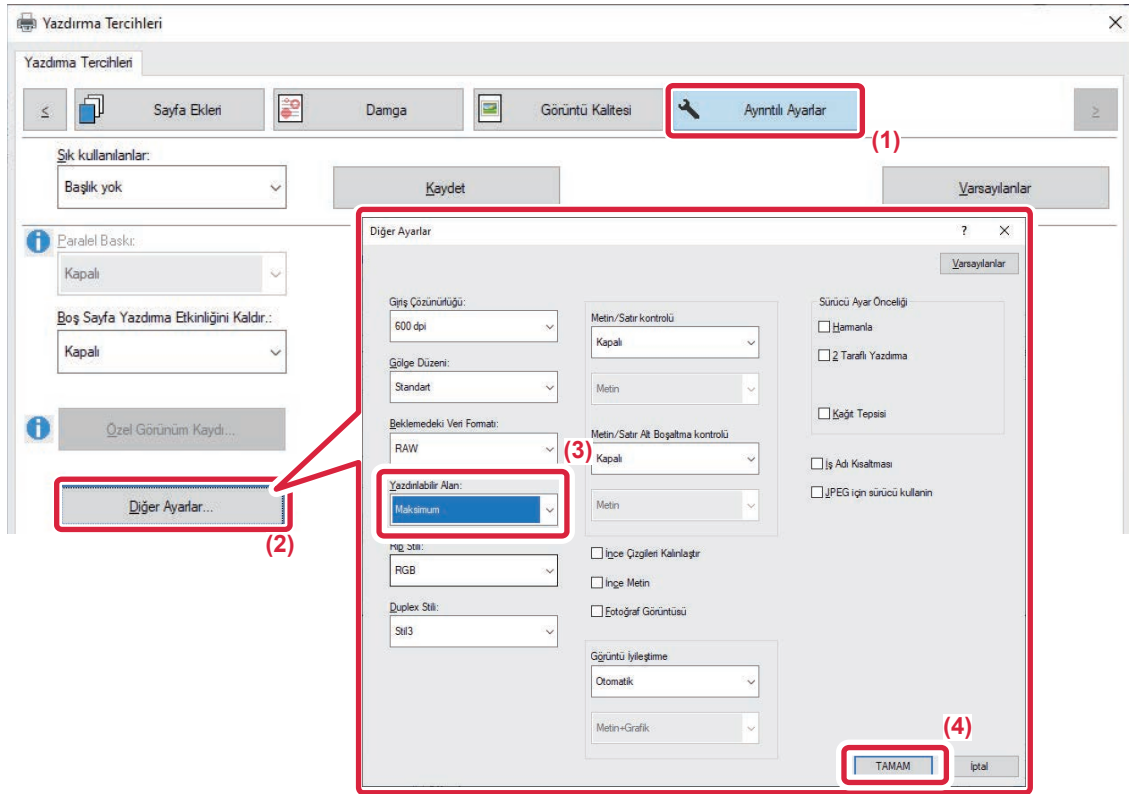 Yazdırma Tercihleri
Yazdırma Tercihleri
<
Sayfa Ekleri
Damga
Görüntü Kalitesi
Ayrıntılı Ayarlar
>
(1)
Sık kullanılanlar:
Başlık yok
Kaydet
Varsayılanlar
Paralel Baskı:
Kapalı
Boş Sayfa Yazdırma Etkinliğini Kaldır.:
Kapalı
Özel Görünüm Kaydı...
Diğer Ayarlar...
(2)
Diğer Ayarlar
?
Varsayılanlar
Giriş Çözünürlüğü:
600 dpi
Gölge Düzeni:
Standart
Beklemedeki Veri Formatı:
RAW
(3)
Yazdırılabilir Alan:
Maksimum
Rip Stili:
RGB
Duplex Stili:
Stil3
Metin/Satır kontrolü
Kapalı
Metin
Metin/Satır Alt Boşaltma kontrolü
Kapalı
Metin
İnce Çizgileri Kalınlaştır
İnce Metin
Fotoğraf Görüntüsü
Görüntü İyileştirme
Otomatik
Metin+Grafik
Sürücü Ayar Önceliği
Hamanla
2 Taraflı Yazdırma
Kağıt Tepsisi
İş Adı Kısaltması
JPEG için sürücü kullanin
(4)
TAMAM
İptal